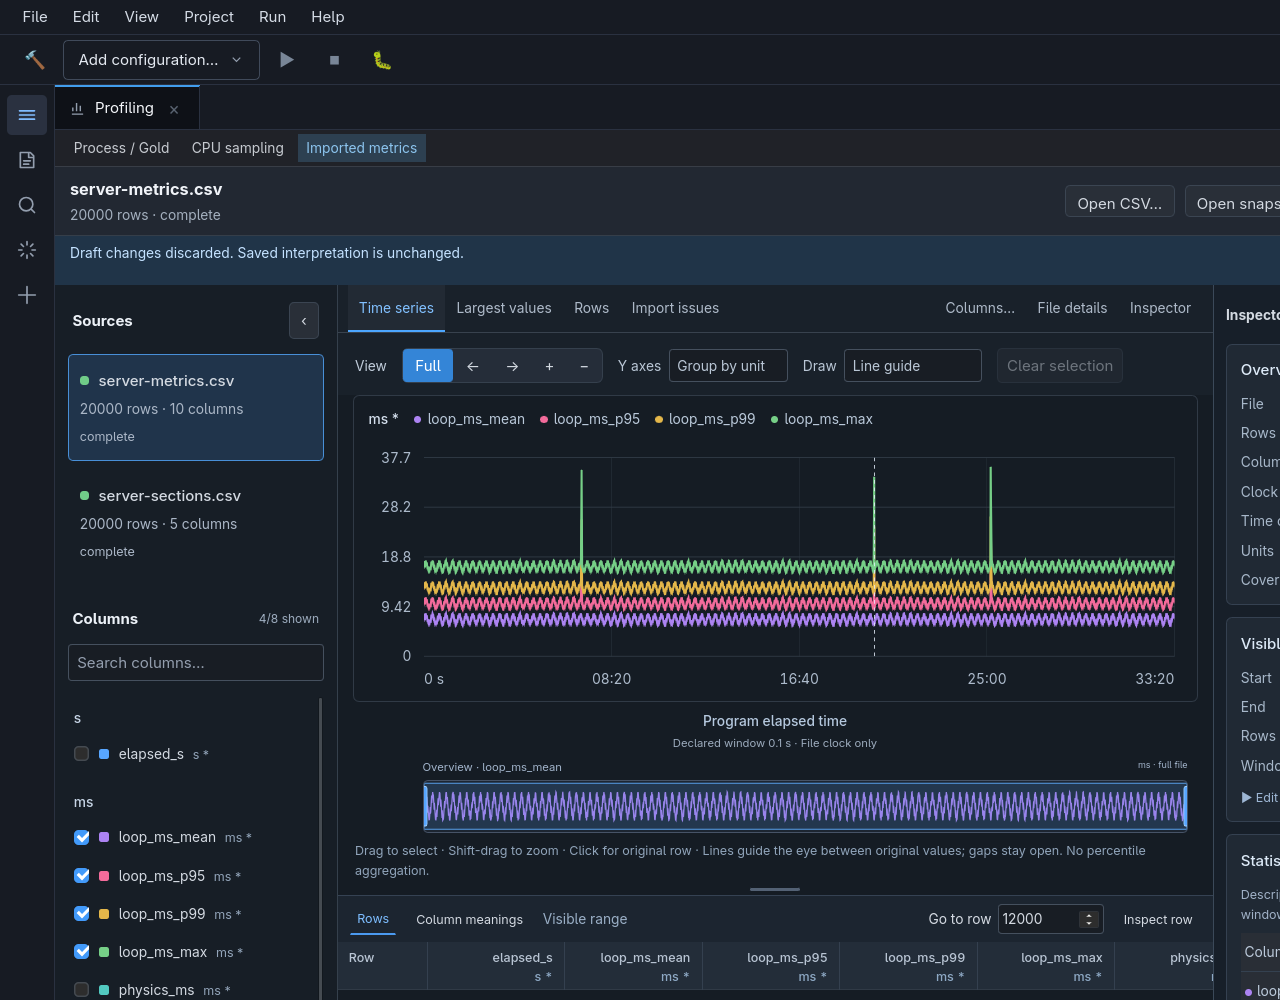 File Edit View Project Run Help
Add configuration...
Profiling ×
Process / Gold CPU sampling Imported metrics
server-metrics.csv
20000 rows · complete
Open CSV... Open snaps
Draft changes discarded. Saved interpretation is unchanged.
Sources
‹
server-metrics.csv
20000 rows · 10 columns
complete
server-sections.csv
20000 rows · 5 columns
complete
Columns 4/8 shown
Search columns...
s
elapsed_s s *
ms
loop_ms_mean ms *
loop_ms_p95 ms *
loop_ms_p99 ms *
loop_ms_max ms *
physics_ms ms *
Time series Largest values Rows Import issues Columns... File details Inspector
View Full ← → + − Y axes Group by unit Draw Line guide Clear selection
ms * loop_ms_mean loop_ms_p95 loop_ms_p99 loop_ms_max
37.7
28.2
18.8
9.42
0
0 s 08:20 16:40 25:00 33:20
Program elapsed time
Declared window 0.1 s · File clock only
Overview · loop_ms_mean ms · full file
Drag to select · Shift-drag to zoom · Click for original row · Lines guide the eye between original values; gaps stay open. No percentile
aggregation.
Rows Column meanings Visible range Go to row 12000 Inspect row
Row elapsed_s loop_ms_mean loop_ms_p95 loop_ms_p99 loop_ms_max physics
s * ms * ms * ms * ms *
Inspecto
Overv
File
Rows
Colum
Clock
Time c
Units
Cover
Visibl
Start
End
Rows
Windo
▶ Edit
Statis
Descri
window
Colun
loop